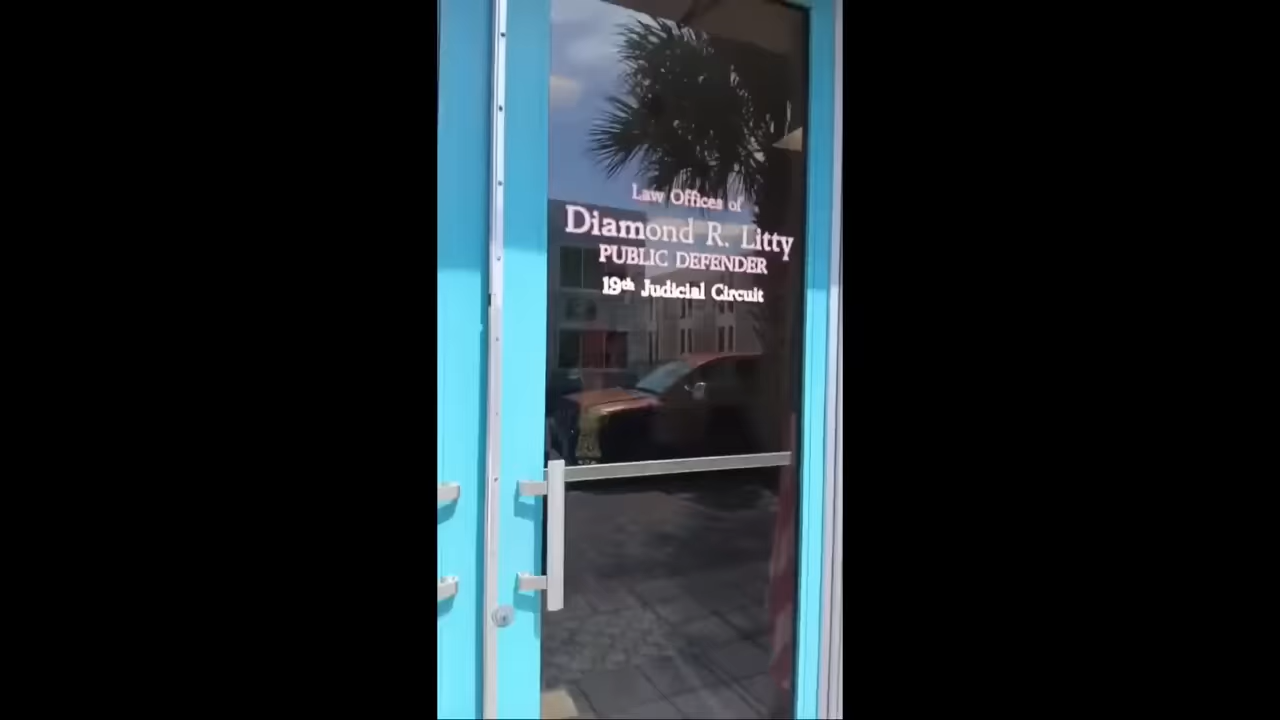 Law Offices of
Diamond R. Litty
PUBLIC DEFENDER
19th Judicial Circuit